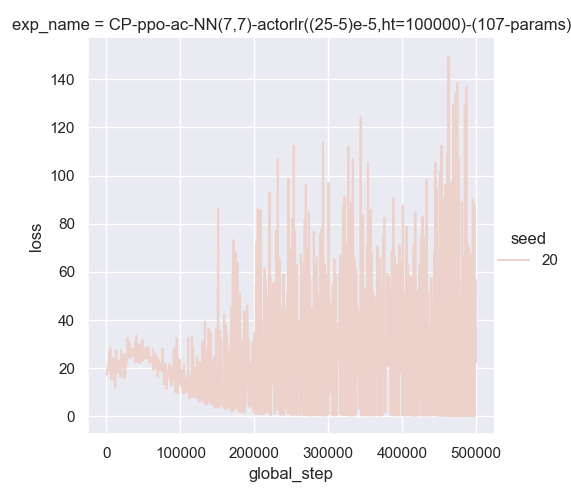 exp_name = CP-ppo-ac-NN(7,7)-actorlr((25-5)e-5,ht=100000)-(107-params)
140
120
100
80
60
40
20
0
loss
0 100000 200000 300000 400000 500000
global_step
seed
20